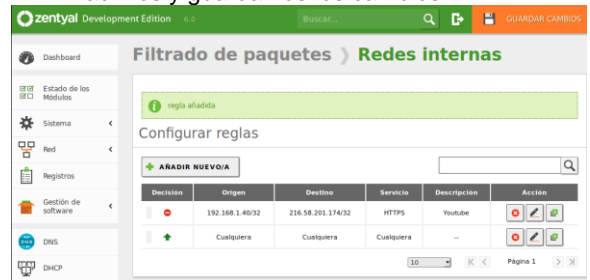 zentyal Development Edition 6.0
Buscar...
GUARDAR CAMBIOS
Dashboard
Estado de los Módulos
Sistema
Red
Registros
Gestión de software
DNS
DHCP
Filtrado de paquetes > Redes internas
regla añadida
Configurar reglas
+ AÑADIR NUEVO/A
Decisión Origen Destino Servicio Descripción Acción
192.168.1.40/32 216.58.201.174/32 HTTPS Youtube
Cualquiera Cualquiera Cualquiera --
10 K < Página 1 > >|